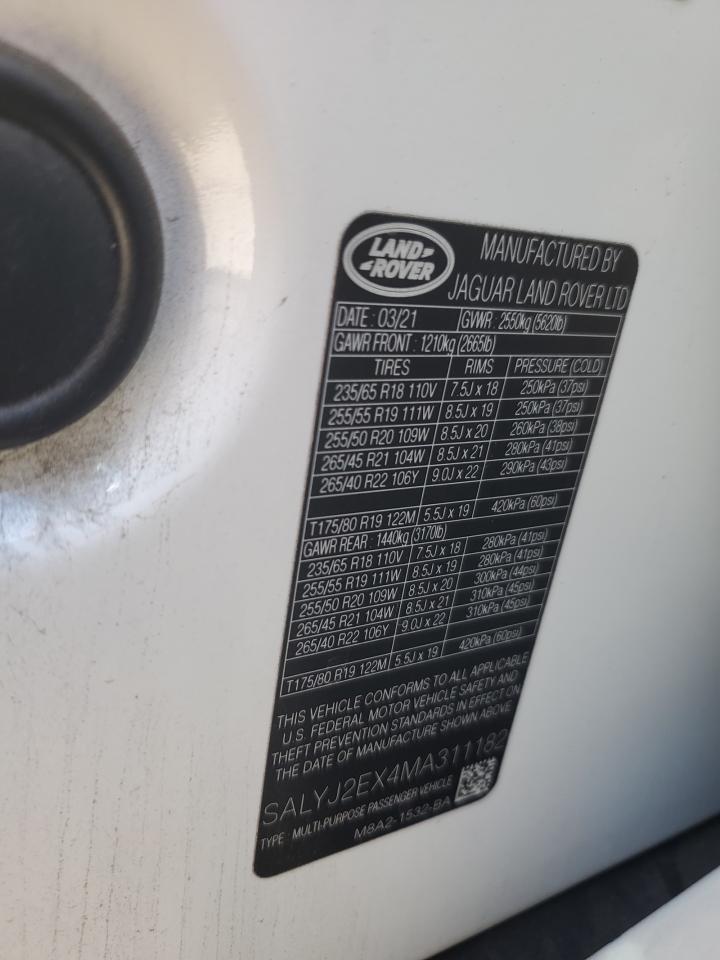 LAND-
-ROVER
MANUFACTURED BY
JAGUAR LAND ROVER LTD
DATE : 03/21 GVWR : 2550kg (5620lb)
GAWR FRONT : 1210kg (2665lb)
TIRES RIMS PRESSURE (COLD)
235/65 R18 110V 7.5J x 18 250kPa (37psi)
255/55 R19 111W 8.5J x 19 250kPa (37psi)
255/50 R20 109W 8.5J x 20 260kPa (38psi)
265/45 R21 104W 8.5J x 21 280kPa (41psi)
265/40 R22 106Y 9.0J x 22 290kPa (43psi)
T175/80 R19 122M 5.5J x 19 420kPa (60psi)
GAWR REAR : 1440kg (3170lb)
235/65 R18 110V 7.5J x 18 280kPa (41psi)
255/55 R19 111W 8.5J x 19 280kPa (41psi)
255/50 R20 109W 8.5J x 20 300kPa (44psi)
265/45 R21 104W 8.5J x 21 310kPa (45psi)
265/40 R22 106Y 9.0J x 22 310kPa (45psi)
T175/80 R19 122M 5.5J x 19 420kPa (60psi)
THIS VEHICLE CONFORMS TO ALL APPLICABLE
U.S. FEDERAL MOTOR VEHICLE SAFETY AND
THEFT PREVENTION STANDARDS IN EFFECT ON
THE DATE OF MANUFACTURE SHOWN ABOVE
SALYJ2EX4MA311182
TYPE : MULTI-PURPOSE PASSENGER VEHICLE
M8A2-1532-BA